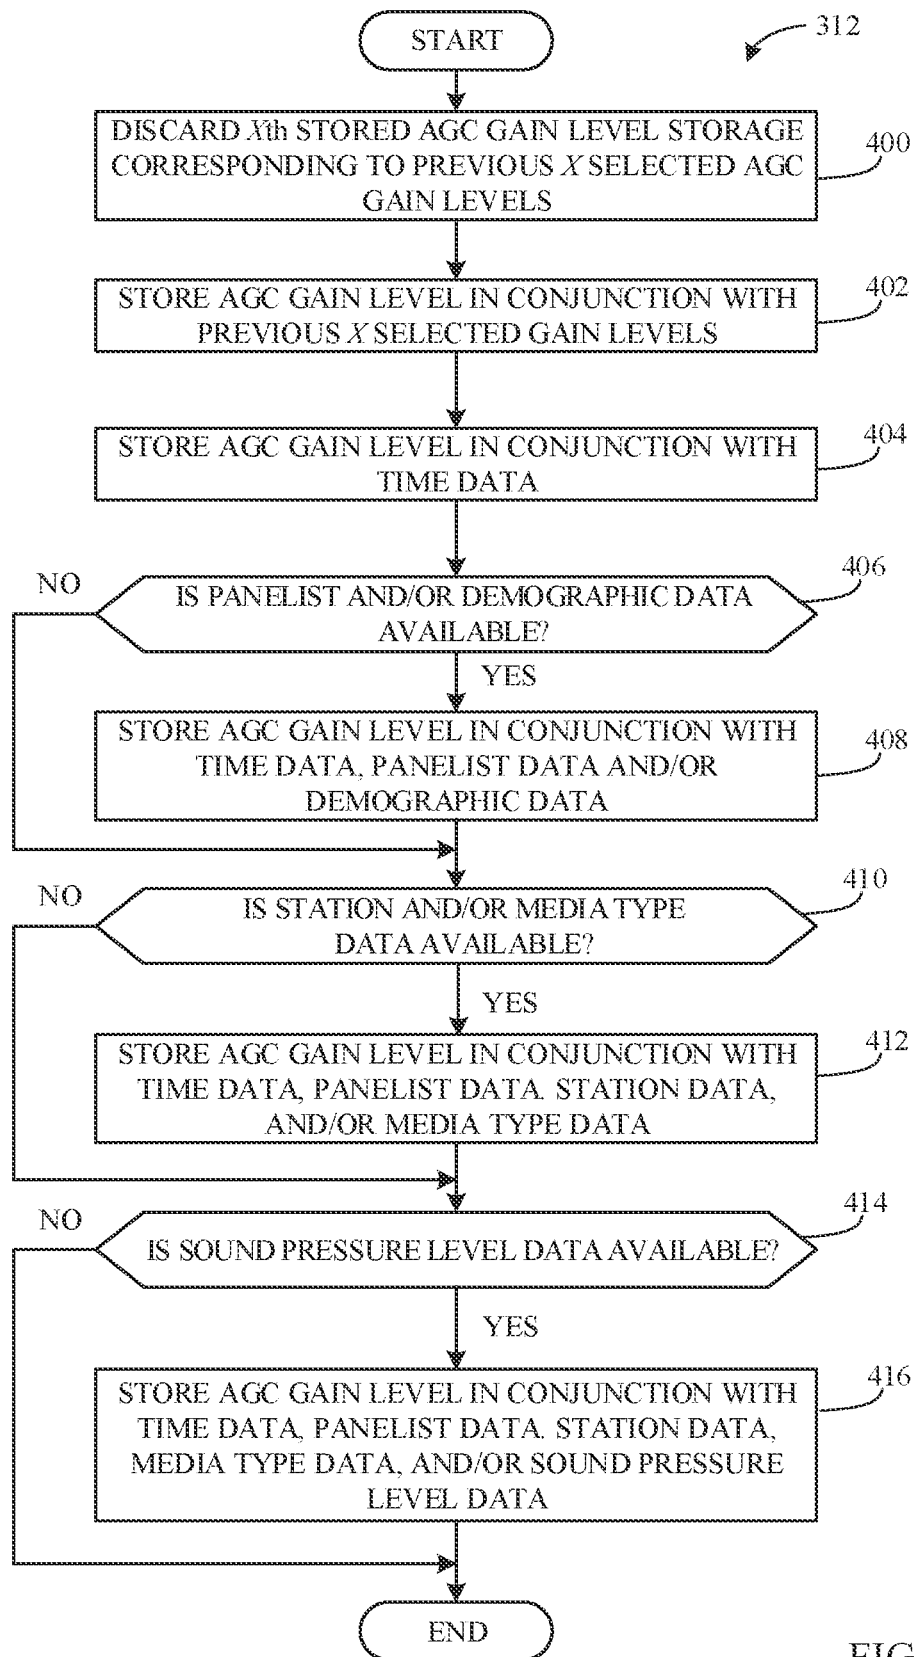 START
312
DISCARD Xth STORED AGC GAIN LEVEL STORAGE
CORRESPONDING TO PREVIOUS X SELECTED AGC
GAIN LEVELS
400
STORE AGC GAIN LEVEL IN CONJUNCTION WITH
PREVIOUS X SELECTED GAIN LEVELS
402
STORE AGC GAIN LEVEL IN CONJUNCTION WITH
TIME DATA
404
NO
IS PANELIST AND/OR DEMOGRAPHIC DATA
AVAILABLE?
406
YES
STORE AGC GAIN LEVEL IN CONJUNCTION WITH
TIME DATA, PANELIST DATA AND/OR
DEMOGRAPHIC DATA
408
NO
IS STATION AND/OR MEDIA TYPE
DATA AVAILABLE?
410
YES
STORE AGC GAIN LEVEL IN CONJUNCTION WITH
TIME DATA, PANELIST DATA. STATION DATA,
AND/OR MEDIA TYPE DATA
412
NO
IS SOUND PRESSURE LEVEL DATA AVAILABLE?
414
YES
STORE AGC GAIN LEVEL IN CONJUNCTION WITH
TIME DATA, PANELIST DATA. STATION DATA,
MEDIA TYPE DATA, AND/OR SOUND PRESSURE
LEVEL DATA
416
END